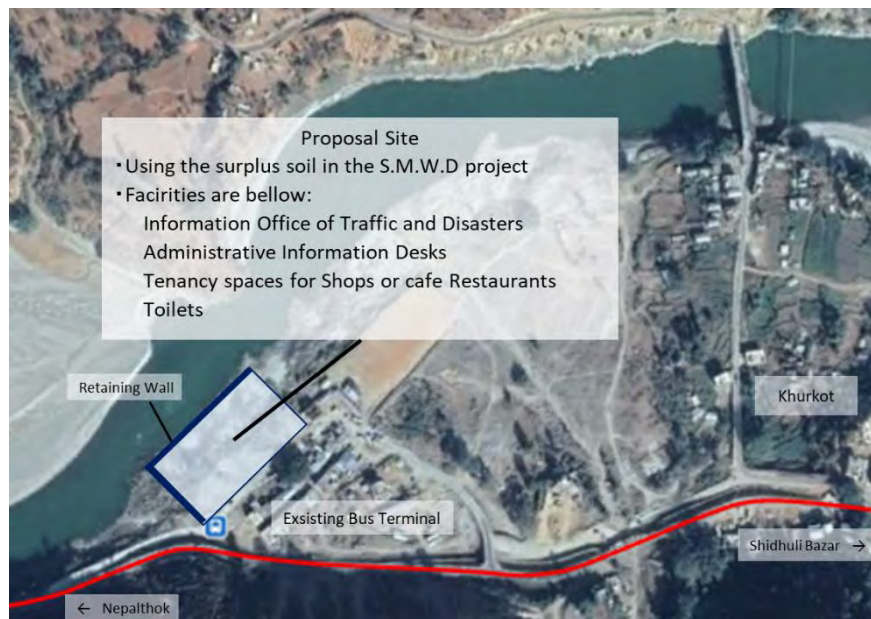 Proposal Site
・Using the surplus soil in the S.M.W.D project
・Facirities are bellow:
Information Office of Traffic and Disasters
Administrative Information Desks
Tenancy spaces for Shops or cafe Restaurants
Toilets
Retaining Wall
Khurkot
Exsisting Bus Terminal
Shidhuli Bazar →
← Nepalthok